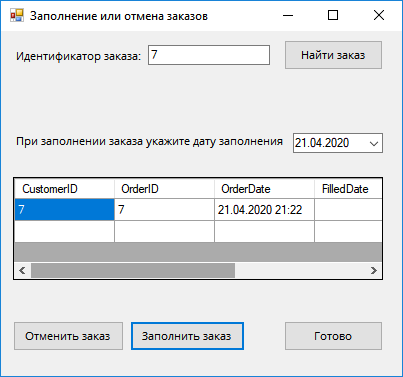 Заполнение или отмена заказов
Идентификатор заказа: 7 Найти заказ
При заполнении заказа укажите дату заполнения 21.04.2020
CustomerID OrderID OrderDate FilledDate
7 7 21.04.2020 21:22
Отменить заказ Заполнить заказ Готово